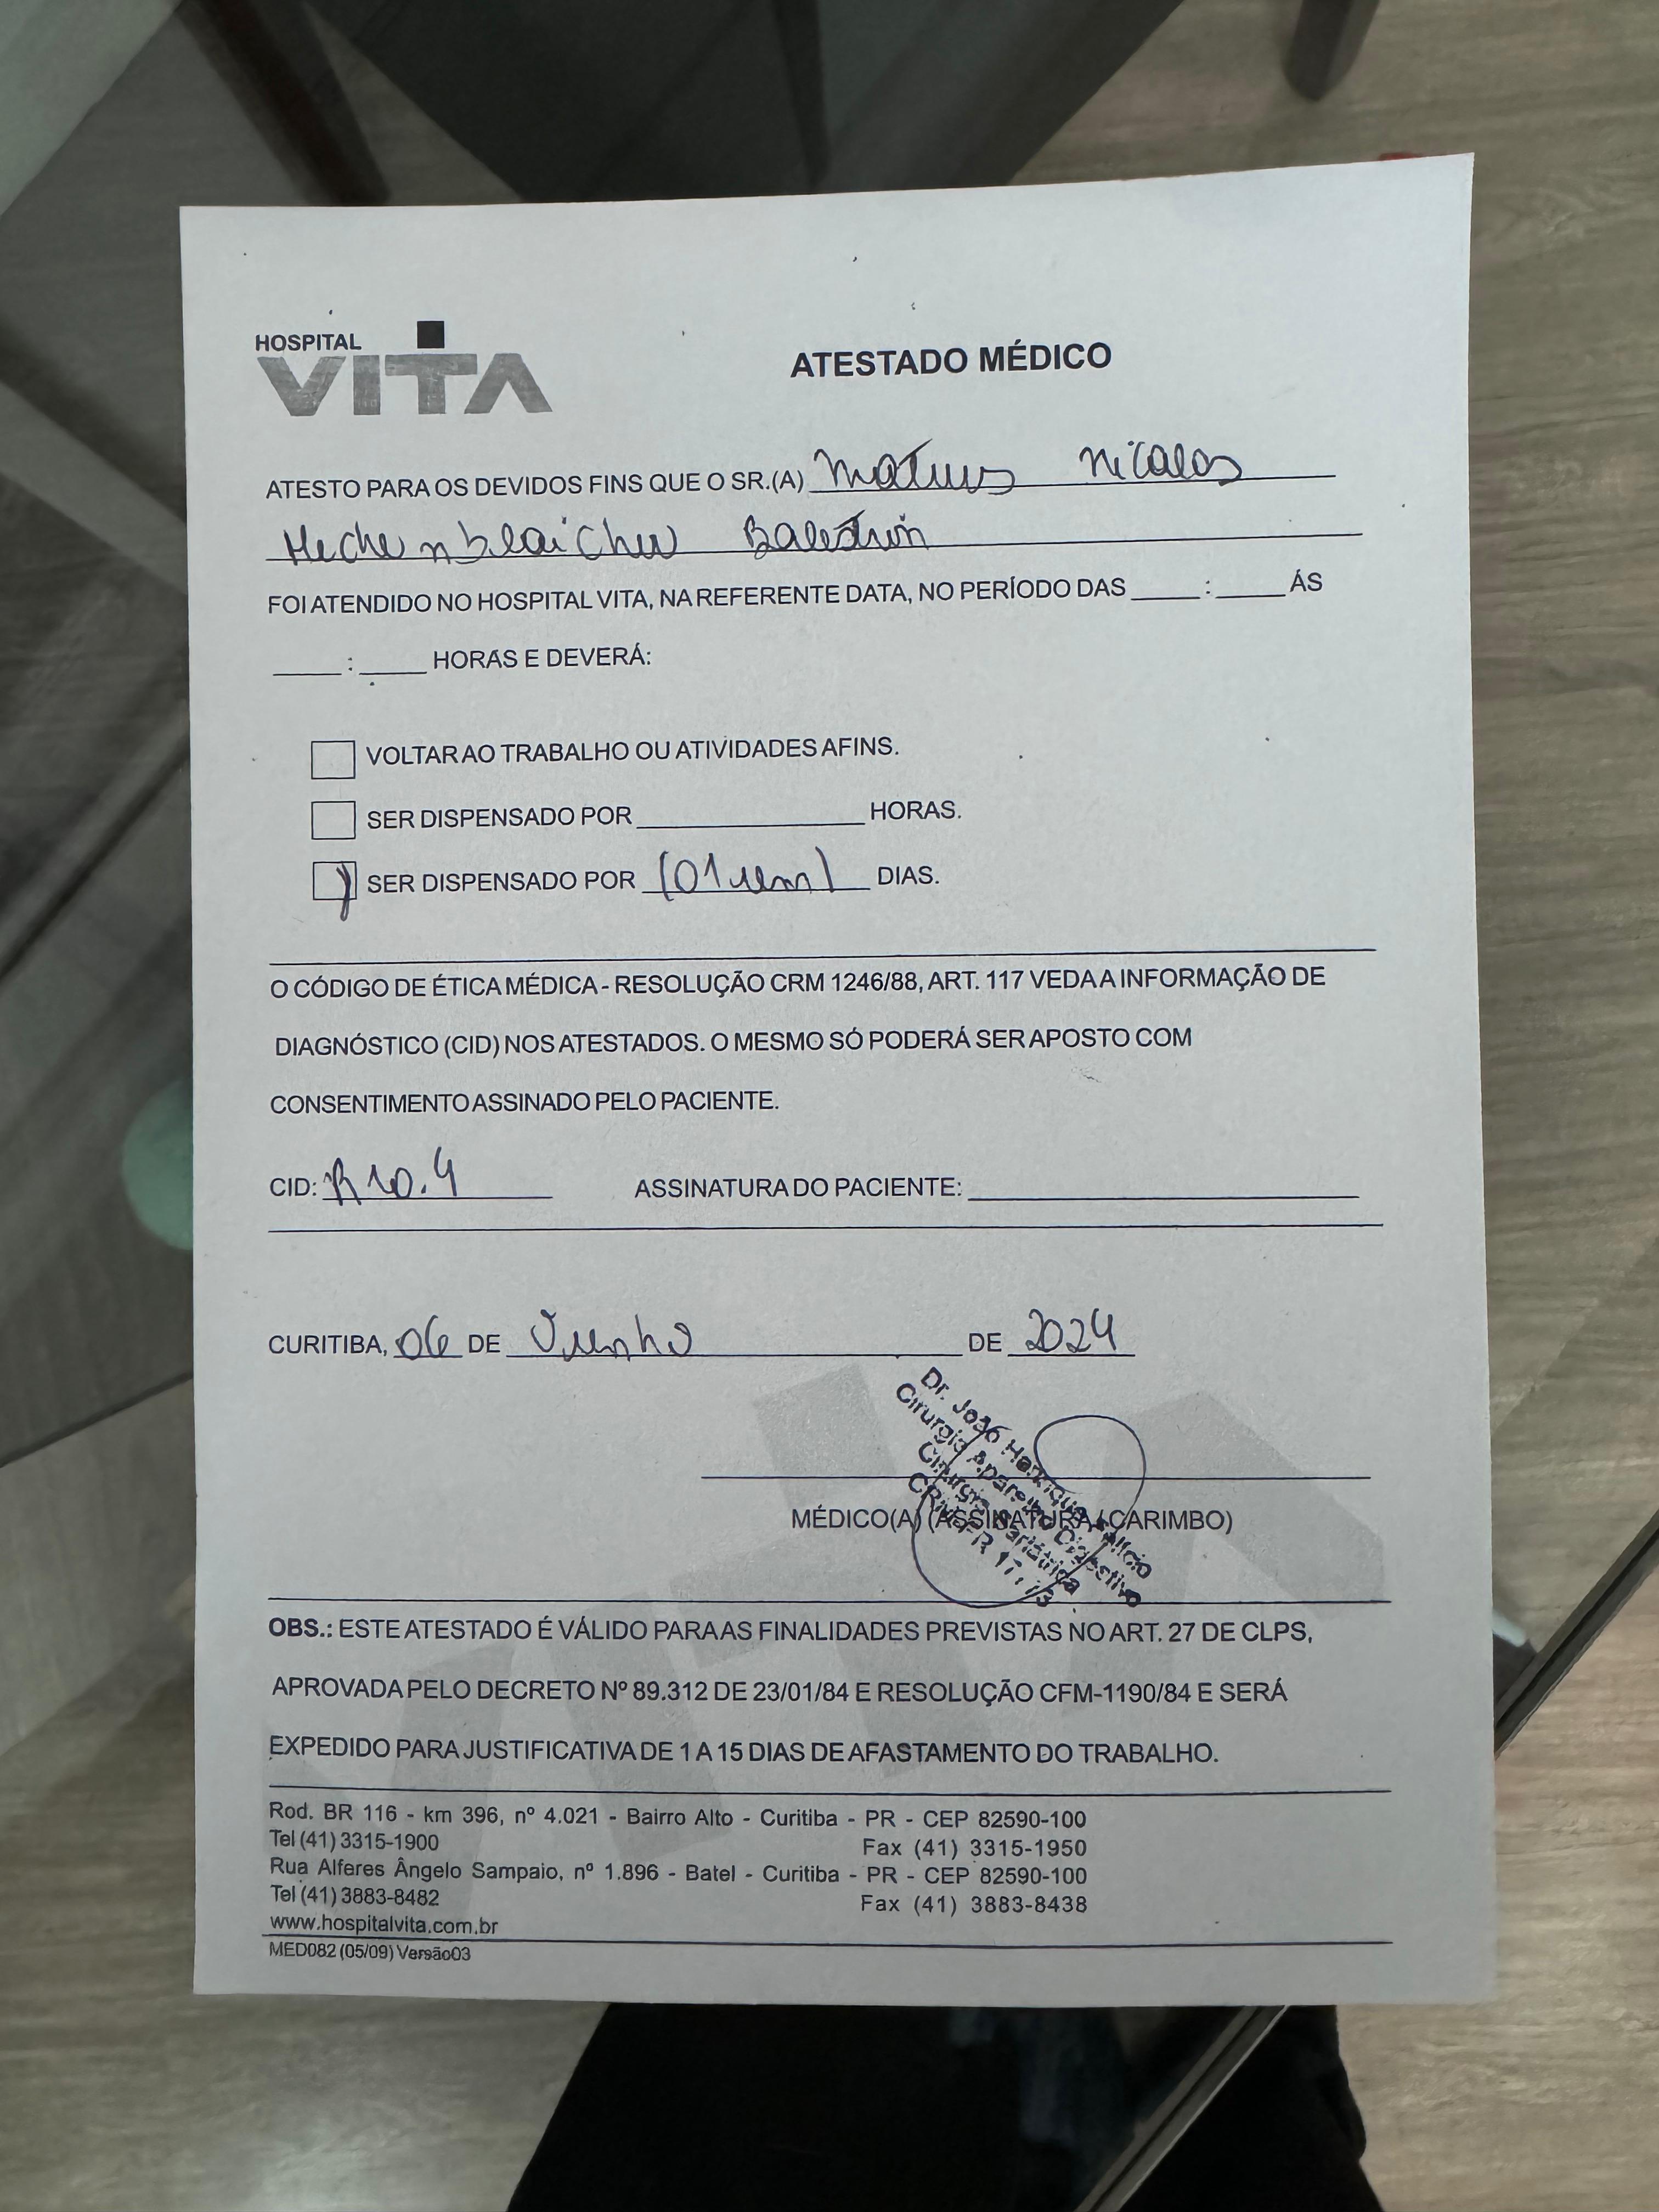 HOSPITAL
VITA
ATESTADO MÉDICO
ATESTO PARA OS DEVIDOS FINS QUE O SR.(A) Mateus Nicolas
Hechenblaicher Balestrin
FOI ATENDIDO NO HOSPITAL VITA, NA REFERENTE DATA, NO PERÍODO DAS ____:____ ÁS
____:____ HORAS E DEVERÁ:
VOLTAR AO TRABALHO OU ATIVIDADES AFINS.
SER DISPENSADO POR ____________ HORAS.
SER DISPENSADO POR (01 um) DIAS.
O CÓDIGO DE ÉTICA MÉDICA - RESOLUÇÃO CRM 1246/88, ART. 117 VEDA A INFORMAÇÃO DE
DIAGNÓSTICO (CID) NOS ATESTADOS. O MESMO SÓ PODERÁ SER APOSTO COM
CONSENTIMENTO ASSINADO PELO PACIENTE.
CID: R10.4 ASSINATURA DO PACIENTE: ____________
CURITIBA, 06 DE Junho DE 2024
Dr. João Henrique
Cirurgia Aparelho Digestivo
Cirurgia Bariátrica
MÉDICO(A) (ASSINATURA / CARIMBO)
OBS.: ESTE ATESTADO É VÁLIDO PARA AS FINALIDADES PREVISTAS NO ART. 27 DE CLPS,
APROVADA PELO DECRETO Nº 89.312 DE 23/01/84 E RESOLUÇÃO CFM-1190/84 E SERÁ
EXPEDIDO PARA JUSTIFICATIVA DE 1 A 15 DIAS DE AFASTAMENTO DO TRABALHO.
Rod. BR 116 - km 396, nº 4.021 - Bairro Alto - Curitiba - PR - CEP 82590-100
Tel (41) 3315-1900 Fax (41) 3315-1950
Rua Alferes Ângelo Sampaio, nº 1.896 - Batel - Curitiba - PR - CEP 82590-100
Tel (41) 3883-8482 Fax (41) 3883-8438
www.hospitalvita.com.br
MED082 (05/09) Versão03